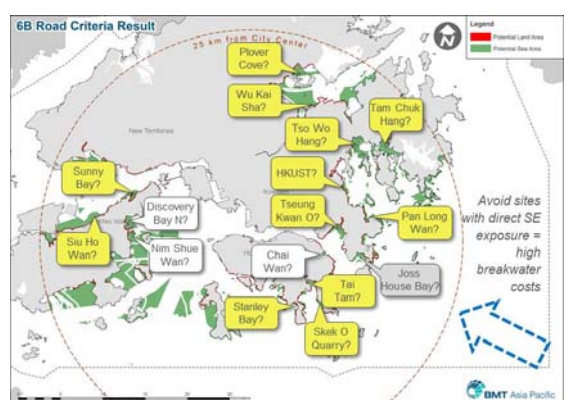 6B Road Criteria Result
Legend
Potential Land Area
Potential Sea Area
N
25 km from City Center
Plover
Cove?
Wu Kai
Sha?
Tam Chuk
Hang?
Tso Wo
Hang?
New Territories
HKUST?
Sunny
Bay?
Discovery
Bay N?
Tseung
Kwan O?
Pan Long
Wan?
Avoid sites
with direct SE
exposure =
high
breakwater
costs
Siu Ho
Wan?
Nim Shue
Wan?
Chai
Wan?
Joss
House Bay?
Tai
Tam?
Stanley
Bay?
Skek O
Quarry?
BMT Asia Pacific